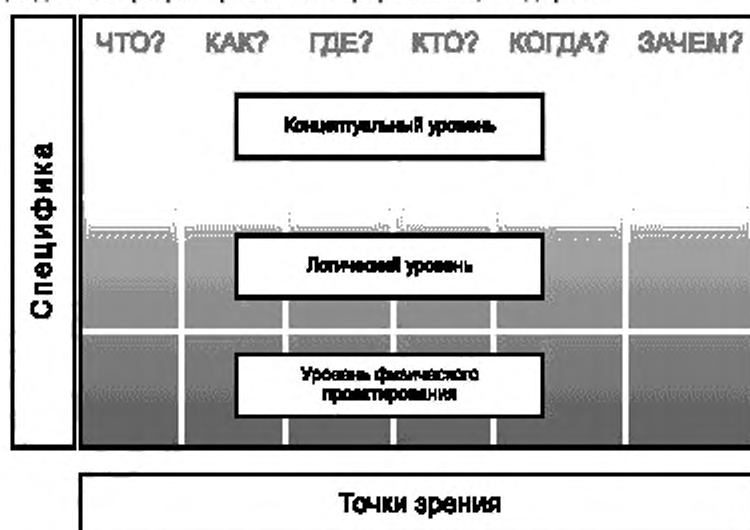 ЧТО? КАК? ГДЕ? КТО? КОГДА? ЗАЧЕМ?
Концептуальный уровень
Специфика
Логический уровень
Уровень физического
проектирования
Точки зрения